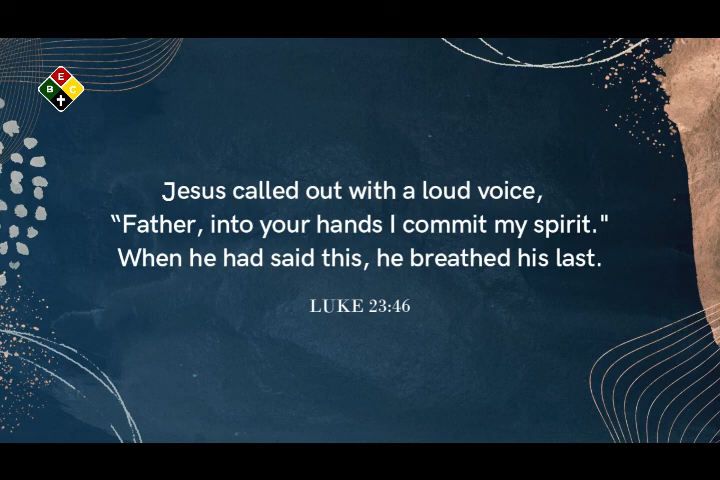 E
B C
Jesus called out with a loud voice,
“Father, into your hands I commit my spirit."
When he had said this, he breathed his last.
LUKE 23:46